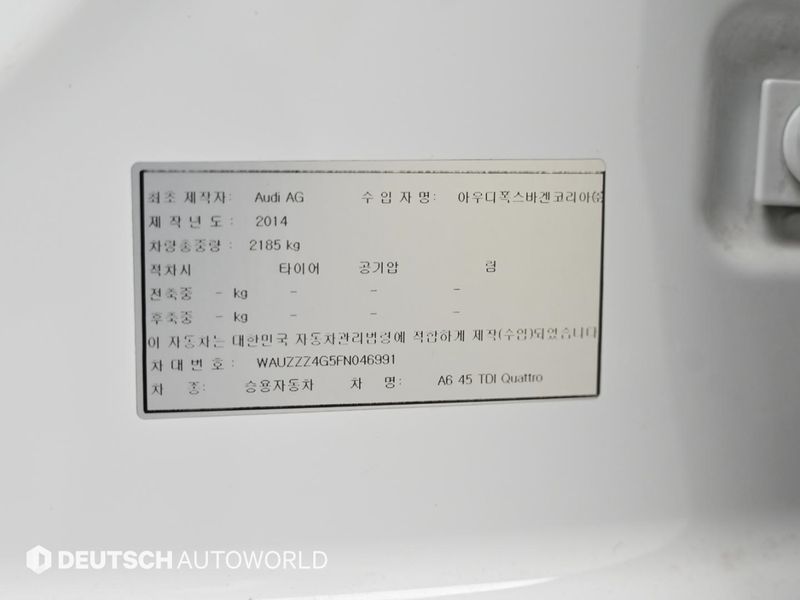 최초 제작자: Audi AG 수 입 자 명: 아우디폭스바겐코리아㈜
제 작 년 도 : 2014
차량총중량 : 2185 kg
적차시 타이어 공기압 림
전축중 - kg - - -
후축중 - kg - - -
이 자동차는 대한민국 자동차관리법령에 적합하게 제작(수입)되었습니다
차 대 번 호 : WAUZZZ4G5FN046991
차 종: 승용자동차 차 명: A6 45 TDI Quattro
DEUTSCH AUTOWORLD